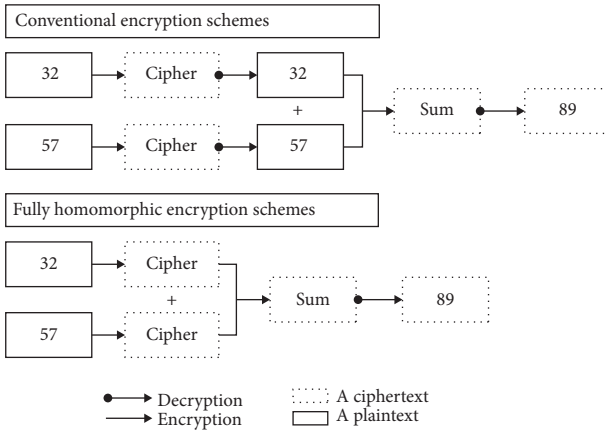 Conventional encryption schemes
32 Cipher 32
+
Sum 89
57 Cipher 57
Fully homomorphic encryption schemes
32 Cipher
+
Sum 89
57 Cipher
Decryption A ciphertext
Encryption A plaintext